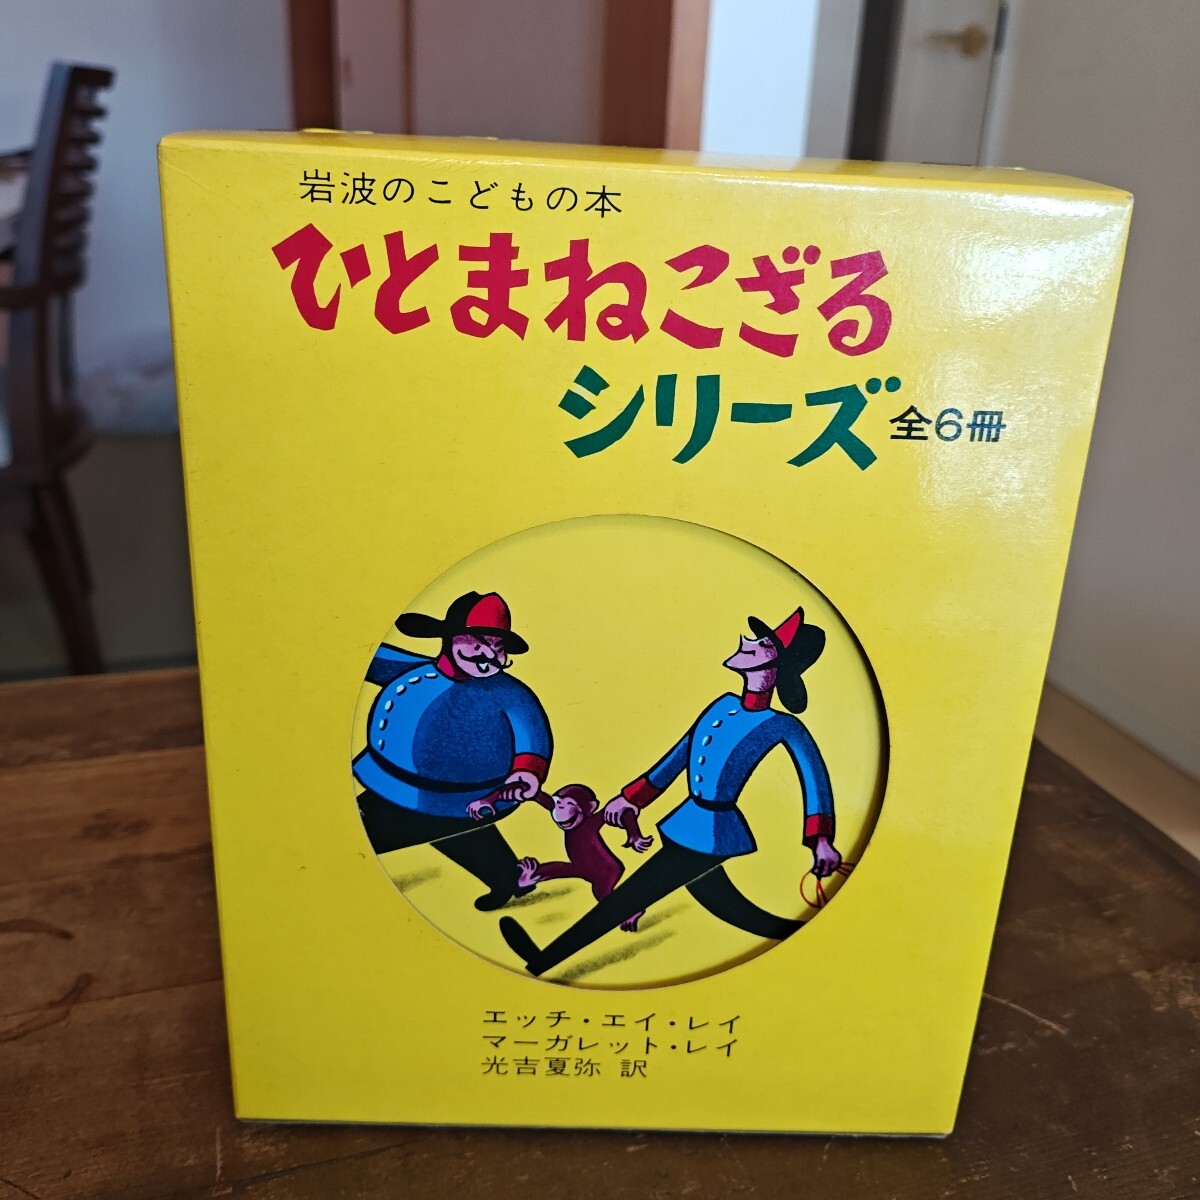 岩波のこどもの本
ひとまねこざる
シリーズ 全6冊
エッチ・エイ・レイ
マーガレット・レイ
光吉夏弥 訳